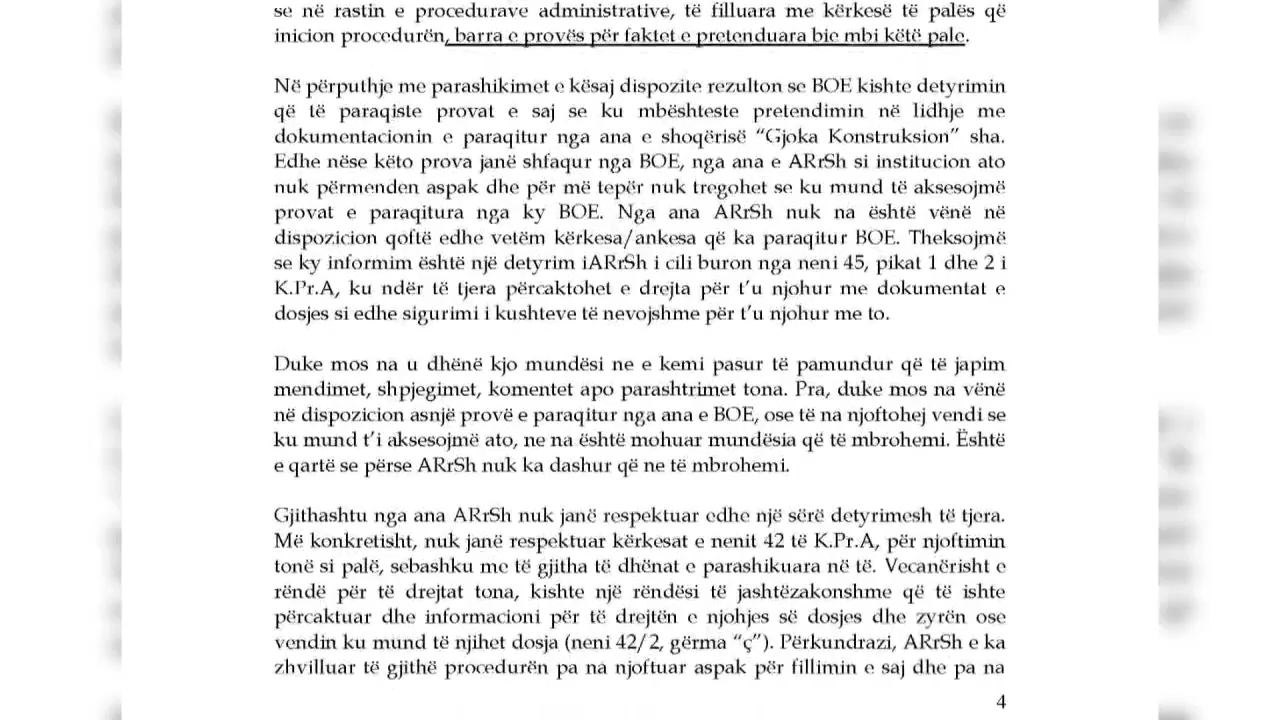 se në rastin e procedurave administrative, të filluara me kërkesë të palës që
inicion procedurën, barra e provës për faktet e pretenduara bie mbi këtë pale.
Në përputhje me parashikimet e kësaj dispozite rezulton se BOE kishte detyrimin
që të paraqiste provat e saj se ku mbështeste pretendimin në lidhje me
dokumentacionin e paraqitur nga ana e shoqërisë “Gjoka Konstruksion” sha.
Edhe nëse këto prova janë shfaqur nga BOE, nga ana e ARrSh si institucion ato
nuk përmenden aspak dhe për më tepër nuk tregohet se ku mund të aksesojmë
provat e paraqitura nga ky BOE. Nga ana ARrSh nuk na është vënë në
dispozicion qoftë edhe vetëm kërkesa/ankesa që ka paraqitur BOE. Theksojmë
se ky informim është një detyrim iARrSh i cili buron nga neni 45, pikat 1 dhe 2 i
K.Pr.A, ku ndër të tjera përcaktohet e drejta për t’u njohur me dokumentat e
dosjes si edhe sigurimi i kushteve të nevojshme për t’u njohur me to.
Duke mos na u dhënë kjo mundësi ne e kemi pasur të pamundur që të japim
mendimet, shpjegimet, komentet apo parashtrimet tona. Pra, duke mos na vënë
në dispozicion asnjë provë e paraqitur nga ana e BOE, ose të na njoftohej vendi se
ku mund t’i aksesojmë ato, ne na është mohuar mundësia që të mbrohemi. Është
e qartë se përse ARrSh nuk ka dashur që ne të mbrohemi.
Gjithashtu nga ana ARrSh nuk janë respektuar edhe një sërë detyrimesh të tjera.
Më konkretisht, nuk janë respektuar kërkesat e nenit 42 të K.Pr.A, për njoftimin
tonë si palë, sebashku me të gjitha të dhënat e parashikuara në të. Vecanërisht e
rëndë për të drejtat tona, kishte një rëndësi të jashtëzakonshme që të ishte
përcaktuar dhe informacioni për të drejtën e njohjes së dosjes dhe zyrën ose
vendin ku mund të njihet dosja (neni 42/2, gërma “ç”). Përkundrazi, ARrSh e ka
zhvilluar të gjithë procedurën pa na njoftuar aspak për fillimin e saj dhe pa na
4